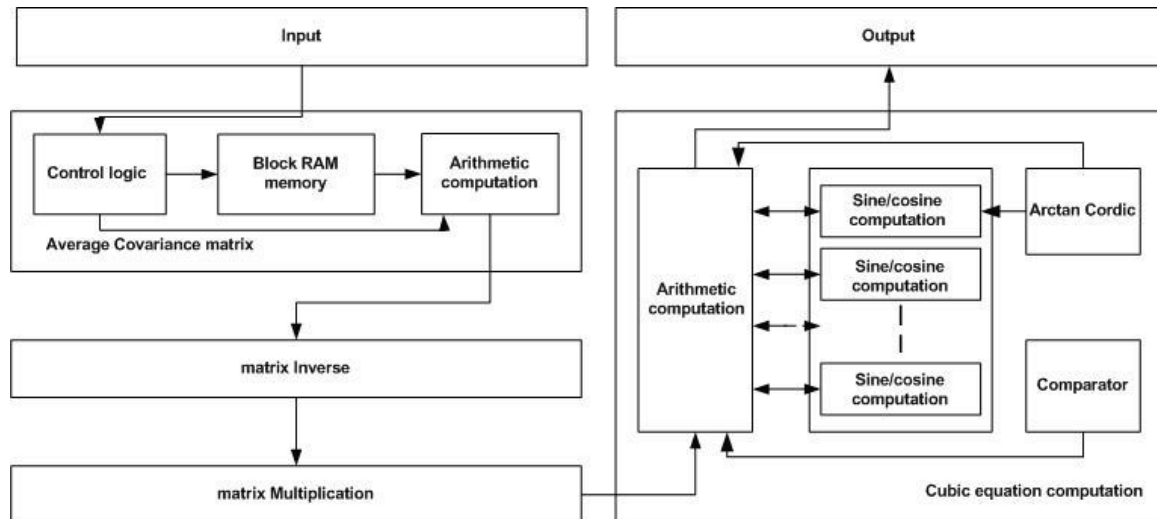 Input
Control logic
Block RAM
memory
Arithmetic
computation
Average Covariance matrix
matrix Inverse
matrix Multiplication
Output
Arithmetic
computation
Sine/cosine
computation
Sine/cosine
computation
Sine/cosine
computation
Arctan Cordic
Comparator
Cubic equation computation